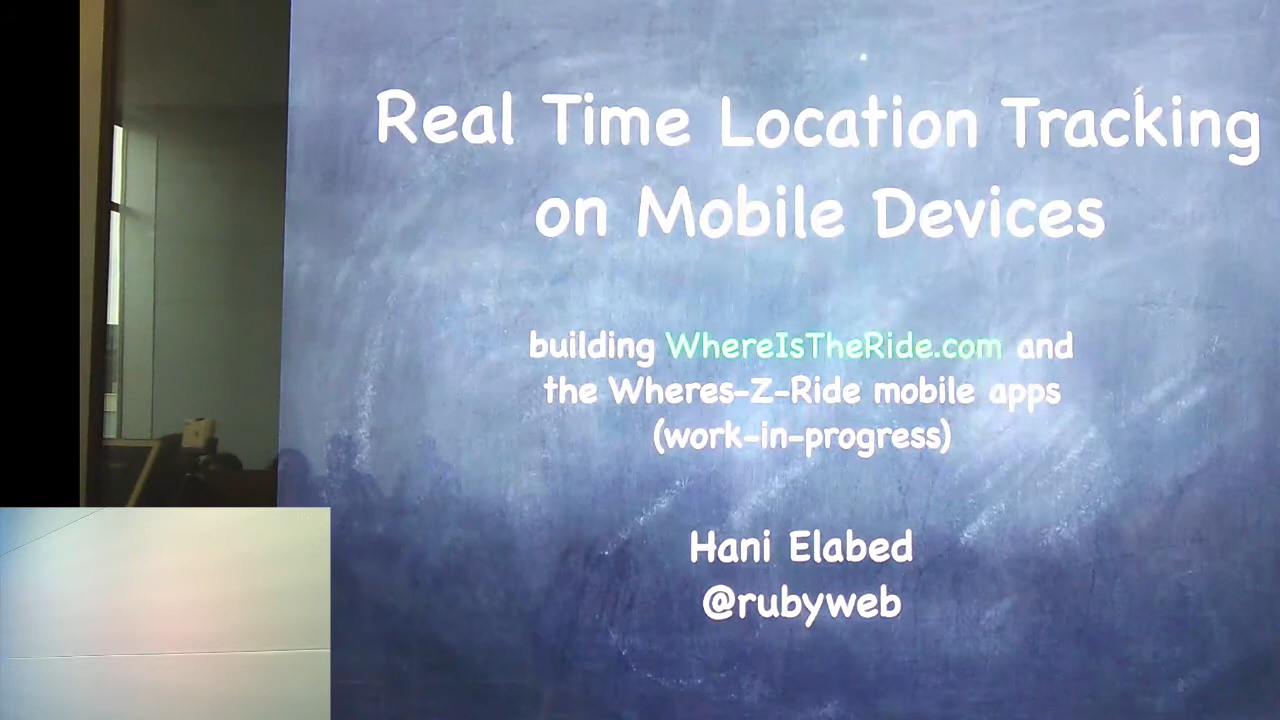 Real Time Location Tracking
on Mobile Devices
building WhereIsTheRide.com and
the Wheres-Z-Ride mobile apps
(work-in-progress)
Hani Elabed
@rubyweb